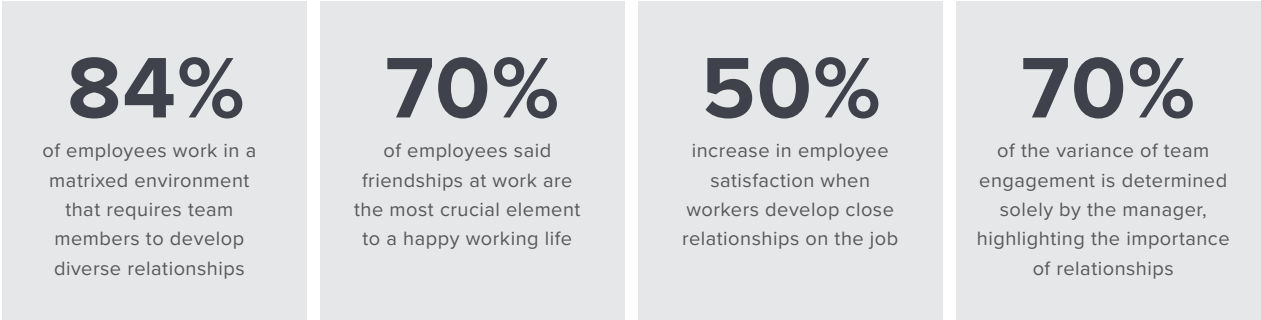 84%
of employees work in a
matrixed environment
that requires team
members to develop
diverse relationships
70%
of employees said
friendships at work are
the most crucial element
to a happy working life
50%
increase in employee
satisfaction when
workers develop close
relationships on the job
70%
of the variance of team
engagement is determined
solely by the manager,
highlighting the importance
of relationships